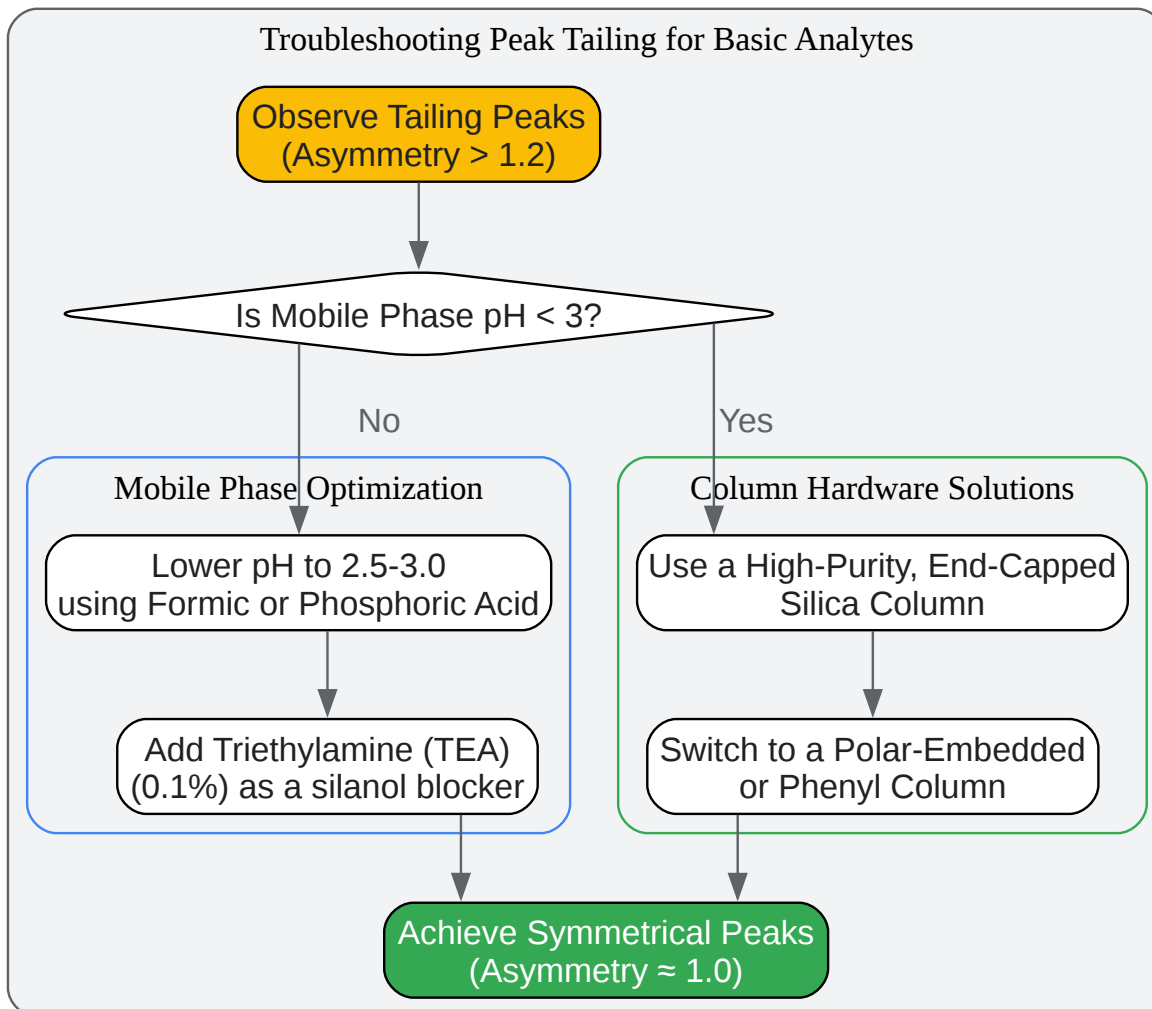 Troubleshooting Peak Tailing for Basic Analytes
Observe Tailing Peaks
(Asymmetry > 1.2)
Is Mobile Phase pH < 3?
No
Yes
Mobile Phase Optimization
Lower pH to 2.5-3.0
using Formic or Phosphoric Acid
Add Triethylamine (TEA)
(0.1%) as a silanol blocker
Column Hardware Solutions
Use a High-Purity, End-Capped
Silica Column
Switch to a Polar-Embedded
or Phenyl Column
Achieve Symmetrical Peaks
(Asymmetry ≈ 1.0)